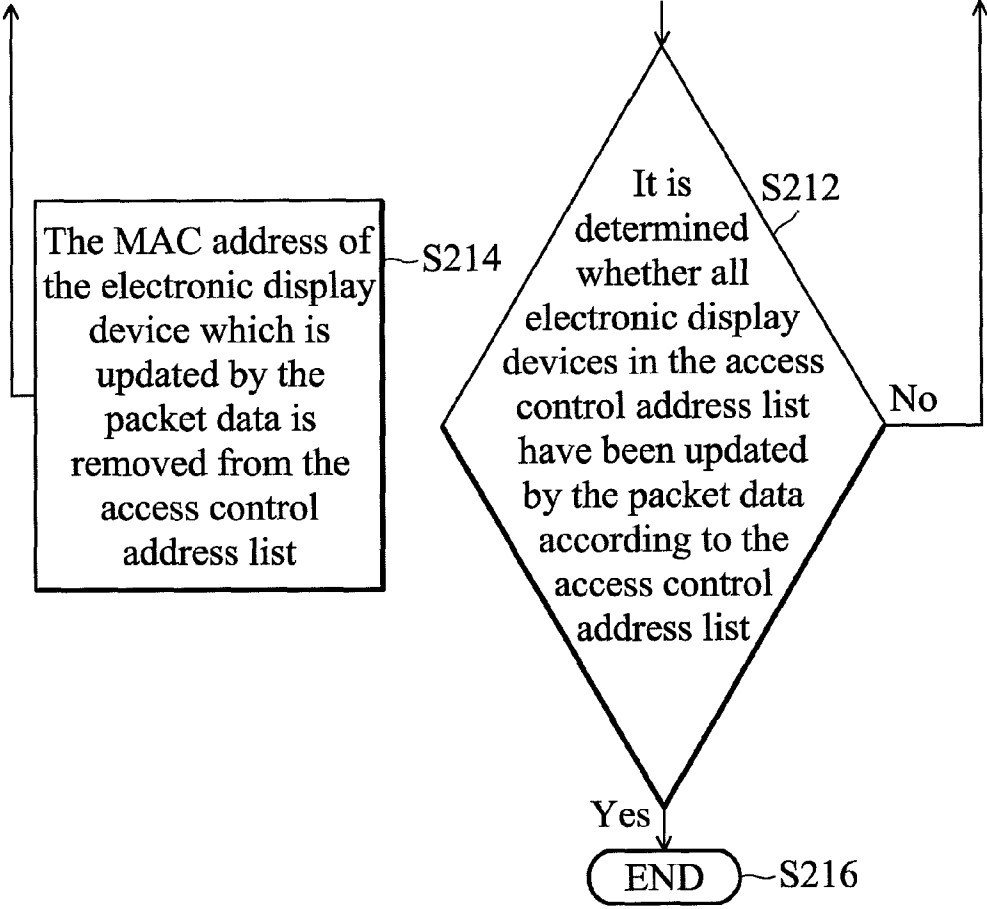 The MAC address of
the electronic display
device which is
updated by the
packet data is
removed from the
access control
address list
S214
It is
determined
whether all
electronic display
devices in the access
control address list
have been updated
by the packet data
according to the
access control
address list
S212
No
Yes
END
S216